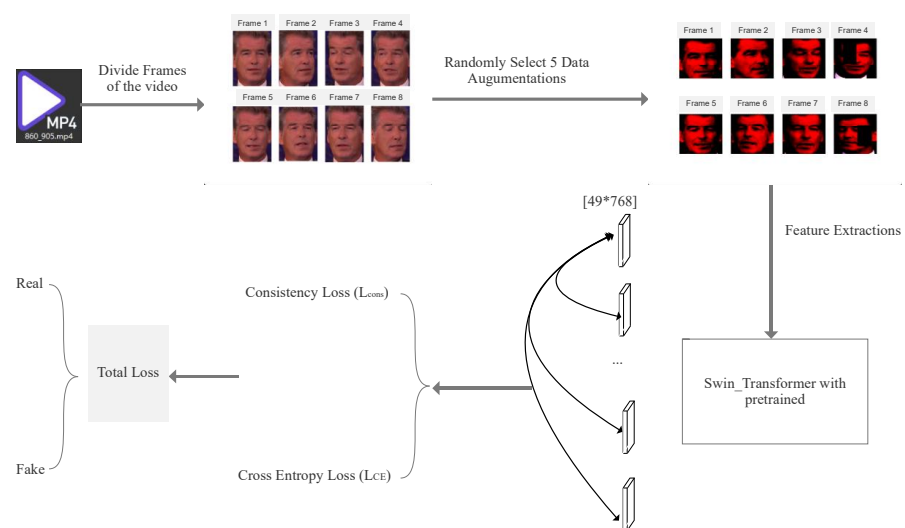 Frame 1 Frame 2 Frame 3 Frame 4
Frame 1 Frame 2 Frame 3 Frame 4
Divide Frames
of the video
Randomly Select 5 Data
Augumentations
MP4
860_905.mp4
Frame 5 Frame 6 Frame 7 Frame 8
Frame 5 Frame 6 Frame 7 Frame 8
[49*768]
Feature Extractions
Real
Consistency Loss (Lcons)
...
Total Loss
Swin_Transformer with
pretrained
Fake
Cross Entropy Loss (LCE)